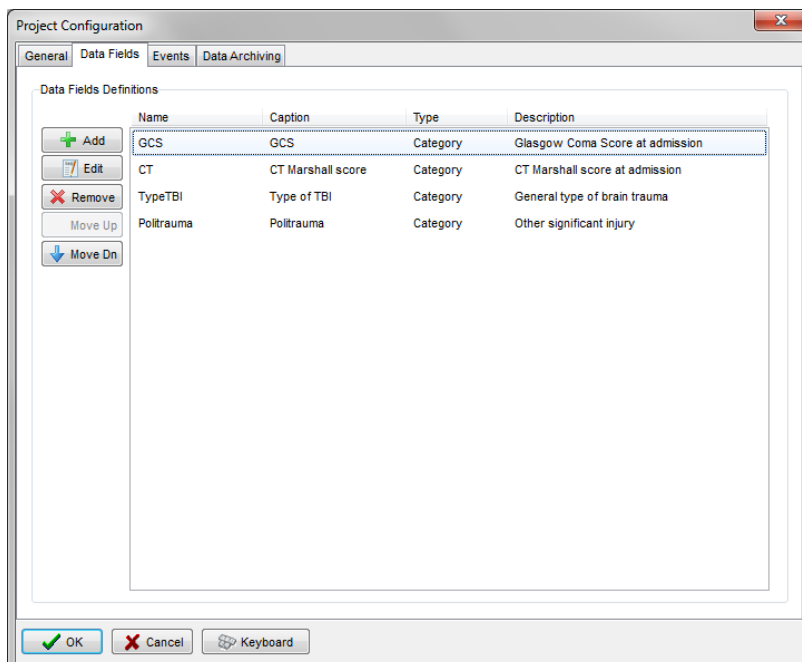 Project Configuration
General Data Fields Events Data Archiving
Data Fields Definitions
Name Caption Type Description
Add
GCS GCS Category Glasgow Coma Score at admission
Edit
CT CT Marshall score Category CT Marshall score at admission
Remove
TypeTBI Type of TBI Category General type of brain trauma
Move Up
Politrauma Politrauma Category Other significant injury
Move Dn
OK Cancel Keyboard